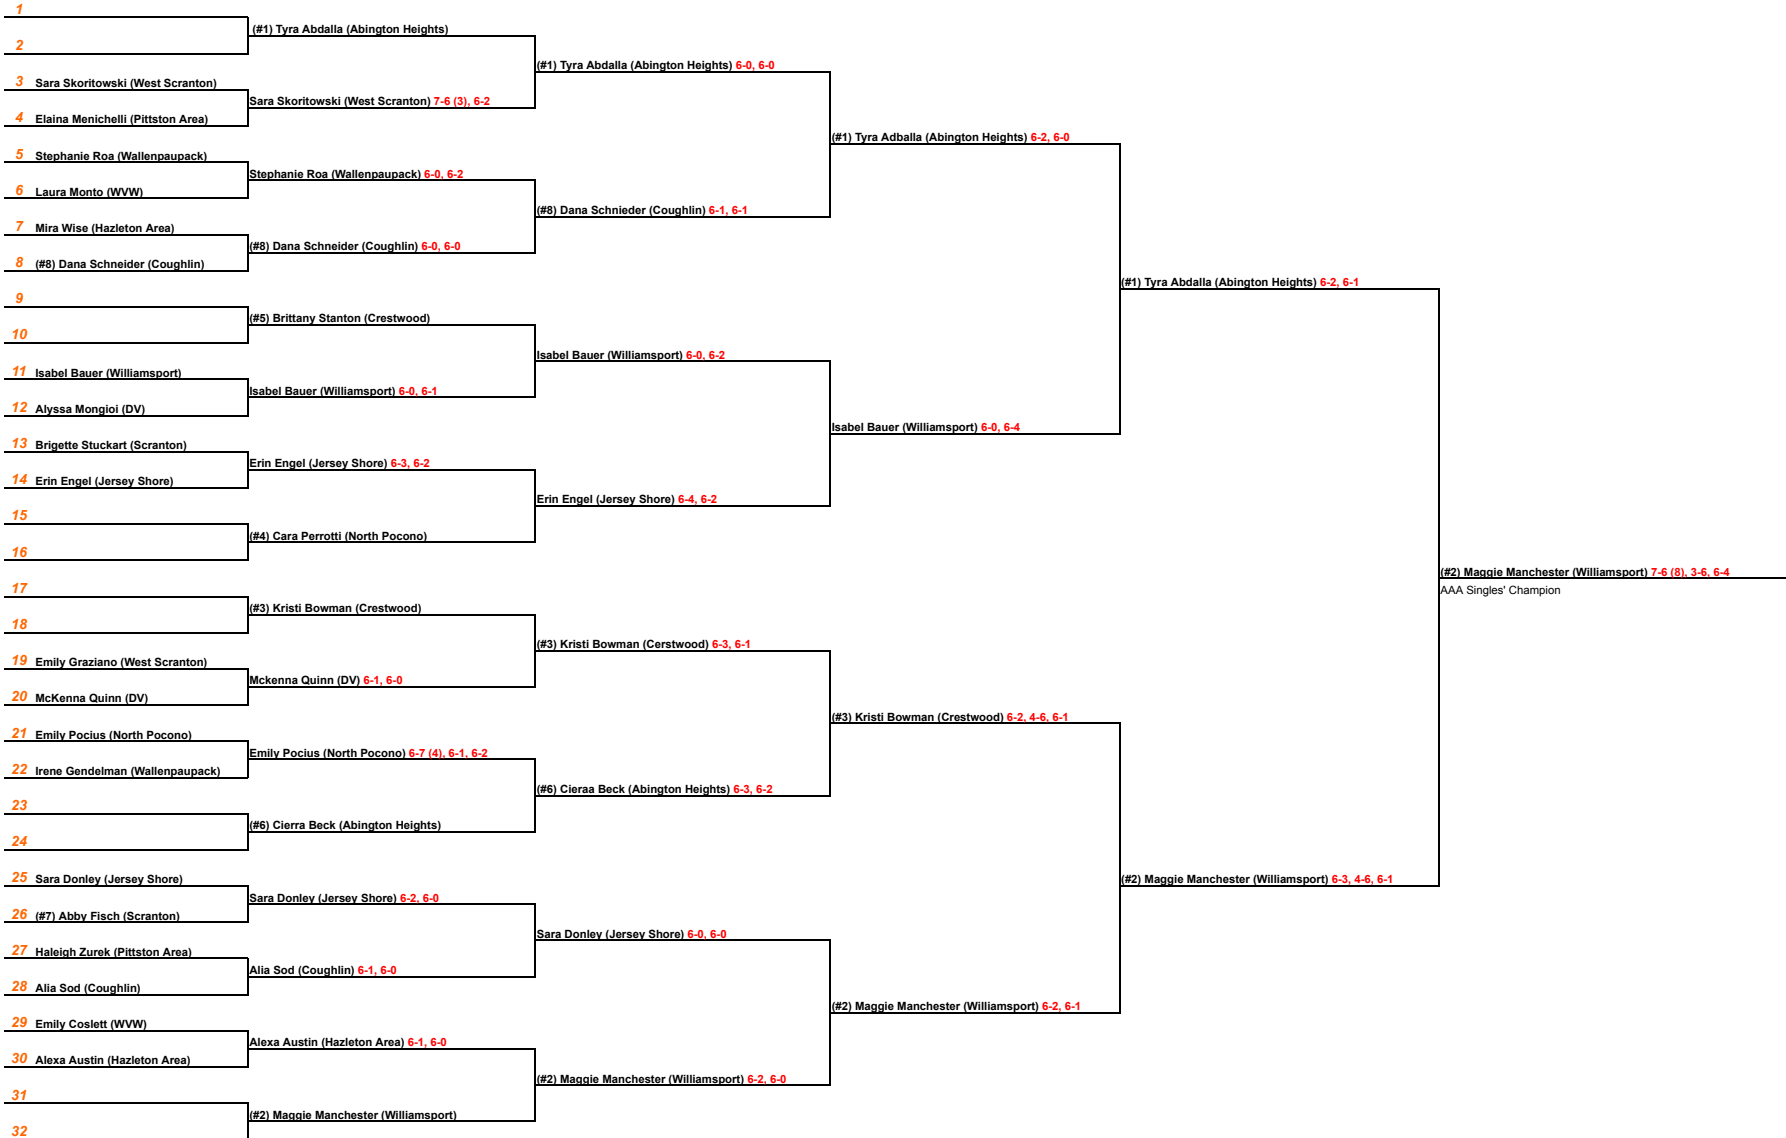 1
(#1) Tyra Abdalla (Abington Heights)
2
(#1) Tyra Abdalla (Abington Heights) 6-0, 6-0
3 Sara Skoritowski (West Scranton)
Sara Skoritowski (West Scranton) 7-6 (3), 6-2
4 Elaina Menichelli (Pittston Area)
(#1) Tyra Adballa (Abington Heights) 6-2, 6-0
5 Stephanie Roa (Wallenpaupack)
Stephanie Roa (Wallenpaupack) 6-0, 6-2
6 Laura Monto (WVW)
(#8) Dana Schnieder (Coughlin) 6-1, 6-1
7 Mira Wise (Hazleton Area)
(#8) Dana Schneider (Coughlin) 6-0, 6-0
8 (#8) Dana Schneider (Coughlin)
(#1) Tyra Abdalla (Abington Heights) 6-2, 6-1
9
(#5) Brittany Stanton (Crestwood)
10
Isabel Bauer (Williamsport) 6-0, 6-2
11 Isabel Bauer (Williamsport)
Isabel Bauer (Williamsport) 6-0, 6-1
12 Alyssa Mongioi (DV)
Isabel Bauer (Williamsport) 6-0, 6-4
13 Brigette Stuckart (Scranton)
Erin Engel (Jersey Shore) 6-3, 6-2
14 Erin Engel (Jersey Shore)
Erin Engel (Jersey Shore) 6-4, 6-2
15
(#4) Cara Perrotti (North Pocono)
16
(#2) Maggie Manchester (Williamsport) 7-6 (8), 3-6, 6-4
AAA Singles' Champion
17
(#3) Kristi Bowman (Crestwood)
18
(#3) Kristi Bowman (Cerstwood) 6-3, 6-1
19 Emily Graziano (West Scranton)
Mckenna Quinn (DV) 6-1, 6-0
20 McKenna Quinn (DV)
(#3) Kristi Bowman (Crestwood) 6-2, 4-6, 6-1
21 Emily Pocius (North Pocono)
Emily Pocius (North Pocono) 6-7 (4), 6-1, 6-2
22 Irene Gendelman (Wallenpaupack)
(#6) Cieraa Beck (Abington Heights) 6-3, 6-2
23
(#6) Cierra Beck (Abington Heights)
24
25 Sara Donley (Jersey Shore)
(#2) Maggie Manchester (Williamsport) 6-3, 4-6, 6-1
Sara Donley (Jersey Shore) 6-2, 6-0
26 (#7) Abby Fisch (Scranton)
Sara Donley (Jersey Shore) 6-0, 6-0
27 Haleigh Zurek (Pittston Area)
Alia Sod (Coughlin) 6-1, 6-0
28 Alia Sod (Coughlin)
(#2) Maggie Manchester (Williamsport) 6-2, 6-1
29 Emily Coslett (WVW)
Alexa Austin (Hazleton Area) 6-1, 6-0
30 Alexa Austin (Hazleton Area)
(#2) Maggie Manchester (Williamsport) 6-2, 6-0
31
(#2) Maggie Manchester (Williamsport)
32